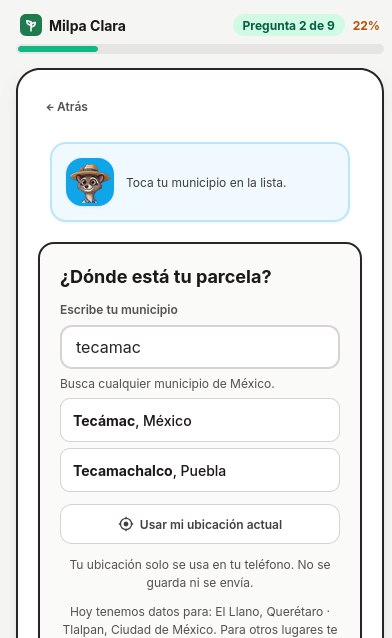 Milpa Clara
Pregunta 2 de 9
22%
← Atrás
Toca tu municipio en la lista.
¿Dónde está tu parcela?
Escribe tu municipio
tecamac
Busca cualquier municipio de México.
Tecámac, México
Tecamachalco, Puebla
Usar mi ubicación actual
Tu ubicación solo se usa en tu teléfono. No se
guarda ni se envía.
Hoy tenemos datos para: El Llano, Querétaro ·
Tlalpan, Ciudad de México. Para otros lugares te